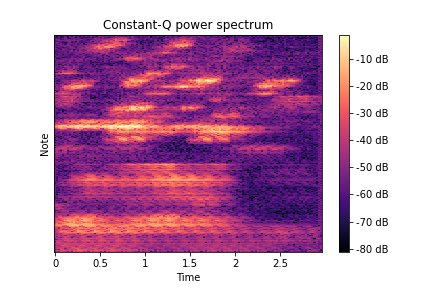 Constant-Q power spectrum
Note
-10 dB
-20 dB
-30 dB
-40 dB
-50 dB
-60 dB
-70 dB
-80 dB
0
0.5
1
1.5
2
2.5
Time